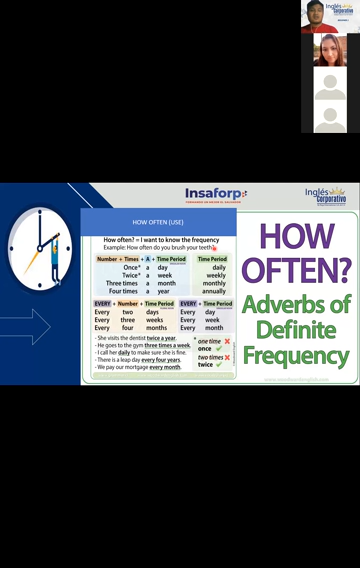 Inglés
Corporativo
Insaforp
Inglés
Corporativo
HOW OFTEN (USE)
How often? = I want to know the frequency
Example: How often do you brush your teeth?
Number + Times + A + Time Period
Once* a day
Twice* a week
Three times a month
Four times a year
Time Period
daily
weekly
monthly
annually
EVERY + Number + Time Period
Every two days
Every three weeks
Every four months
EVERY + Time Period
Every day
Every week
Every month
- She visits the dentist twice a year.
- He goes to the gym three times a week.
- I call her daily to make sure she is fine.
- There is a leap day every four years.
- We pay our mortgage every month.
* one time ✗
once ✓
two times ✗
twice ✓
HOW
OFTEN?
Adverbs of
Definite
Frequency